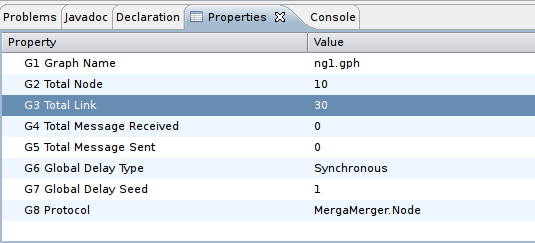 Problems Javadoc Declaration Properties Console
Property Value
G1 Graph Name ng1.gph
G2 Total Node 10
G3 Total Link 30
G4 Total Message Received 0
G5 Total Message Sent 0
G6 Global Delay Type Synchronous
G7 Global Delay Seed 1
G8 Protocol MergaMerger.Node